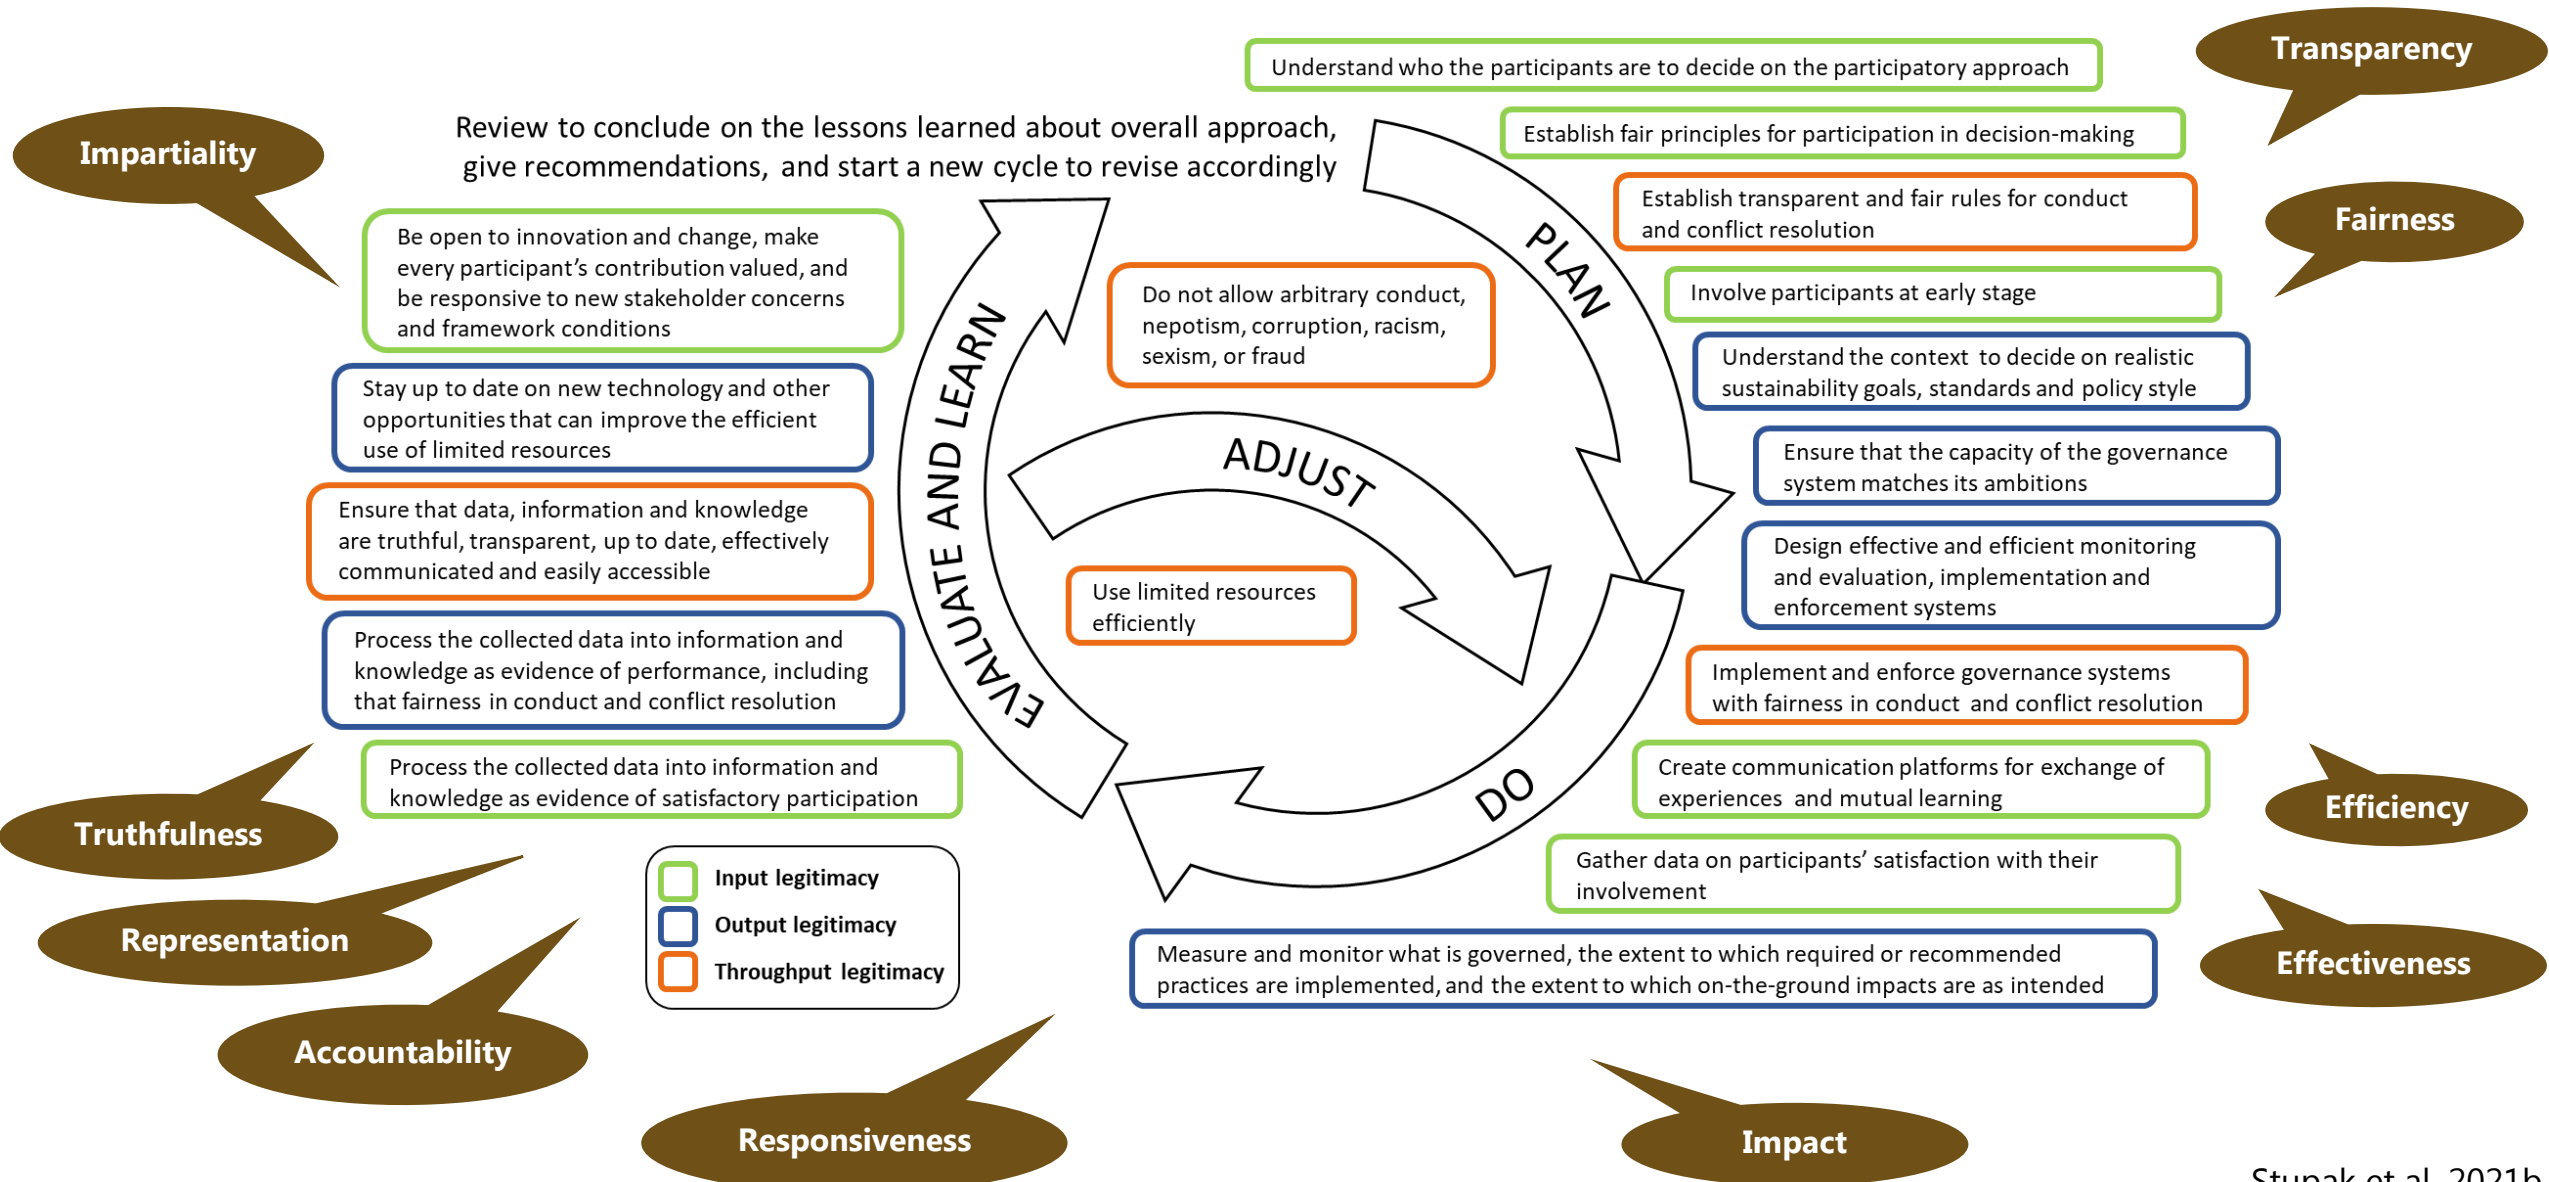 Transparency
Understand who the participants are to decide on the participatory approach
Impartiality
Review to conclude on the lessons learned about overall approach,
give recommendations, and start a new cycle to revise accordingly
Establish fair principles for participation in decision-making
Establish transparent and fair rules for conduct
and conflict resolution
Fairness
Involve participants at early stage
Understand the context to decide on realistic
sustainability goals, standards and policy style
Ensure that the capacity of the governance
system matches its ambitions
Design effective and efficient monitoring
and evaluation, implementation and
enforcement systems
Implement and enforce governance systems
with fairness in conduct and conflict resolution
Create communication platforms for exchange of
experiences and mutual learning
Gather data on participants’ satisfaction with their
involvement
Measure and monitor what is governed, the extent to which required or recommended
practices are implemented, and the extent to which on-the-ground impacts are as intended
PLAN
DO
EVALUATE AND LEARN
ADJUST
Do not allow arbitrary conduct,
nepotism, corruption, racism,
sexism, or fraud
Use limited resources
efficiently
Be open to innovation and change, make
every participant’s contribution valued, and
be responsive to new stakeholder concerns
and framework conditions
Stay up to date on new technology and other
opportunities that can improve the efficient
use of limited resources
Ensure that data, information and knowledge
are truthful, transparent, up to date, effectively
communicated and easily accessible
Process the collected data into information and
knowledge as evidence of performance, including
that fairness in conduct and conflict resolution
Process the collected data into information and
knowledge as evidence of satisfactory participation
Input legitimacy
Output legitimacy
Throughput legitimacy
Truthfulness
Representation
Accountability
Responsiveness
Impact
Efficiency
Effectiveness
Stupak et al. 2021b